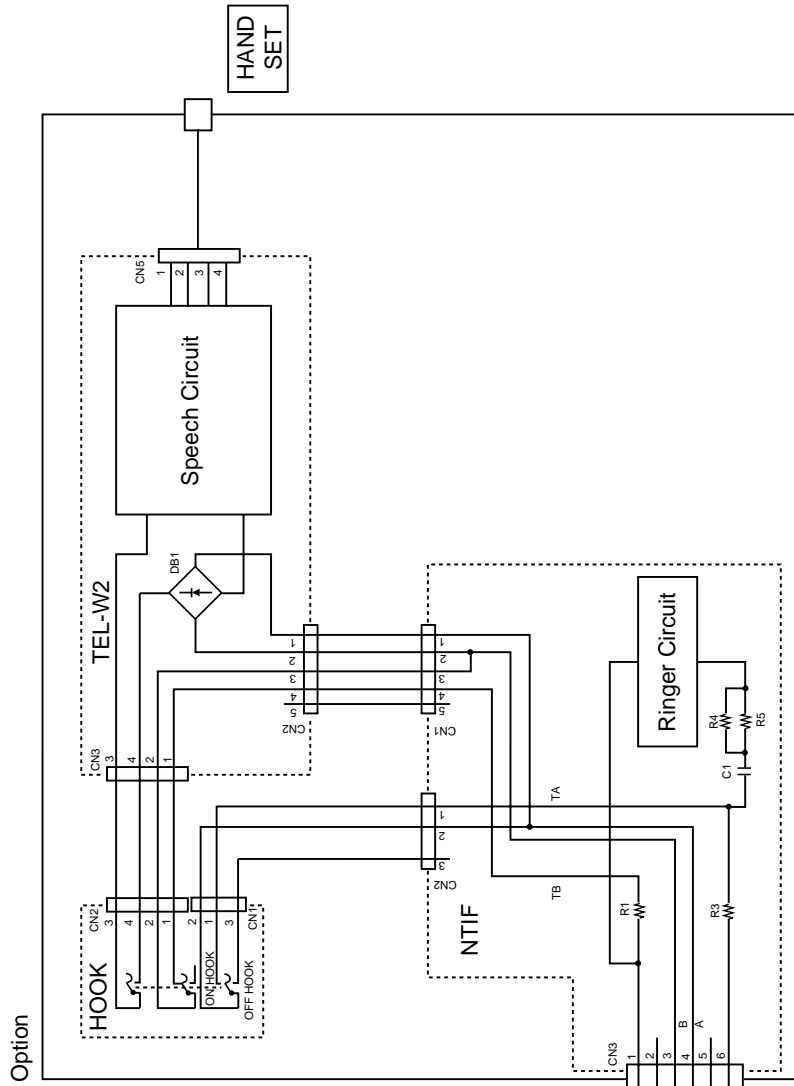 Option
HAND
SET
TEL-W2
Speech Circuit
CN5
1
2
3
4
DB1
CN3
3
4
2
1
1
2
3
4
5
CN2
HOOK
CN2
3
4
2
1
CN1
2
1
3
ON HOOK
OFF HOOK
NTIF
CN1
1
2
3
4
5
CN2
1
2
3
TA
TB
Ringer Circuit
R4
R5
C1
R1
R3
CN3
1
2
3
4
5
6
B
A